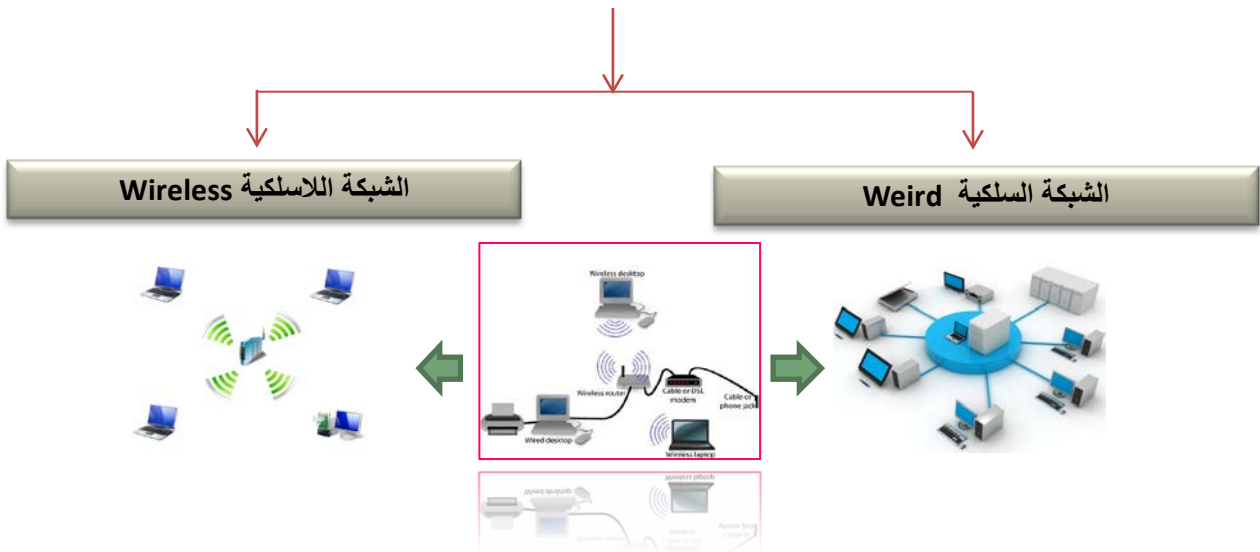 الشبكة اللاسلكية Wireless
الشبكة السلكية Weird
Wireless desktop
Wireless router
Cable or DSL
modem
Cable or
phone jack
Wired desktop
Wireless laptop